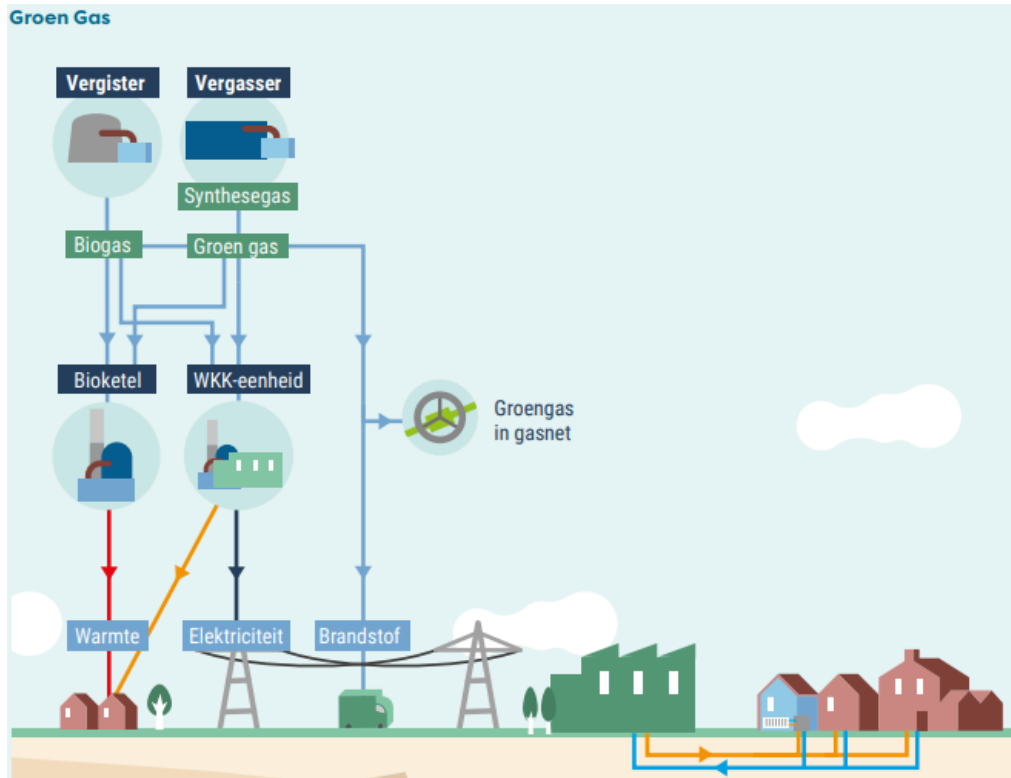 Groen Gas
Vergister
Vergasser
Synthesegas
Biogas
Groen gas
Bioketel
WKK-eenheid
Groengas
in gasnet
Warmte
Elektriciteit
Brandstof